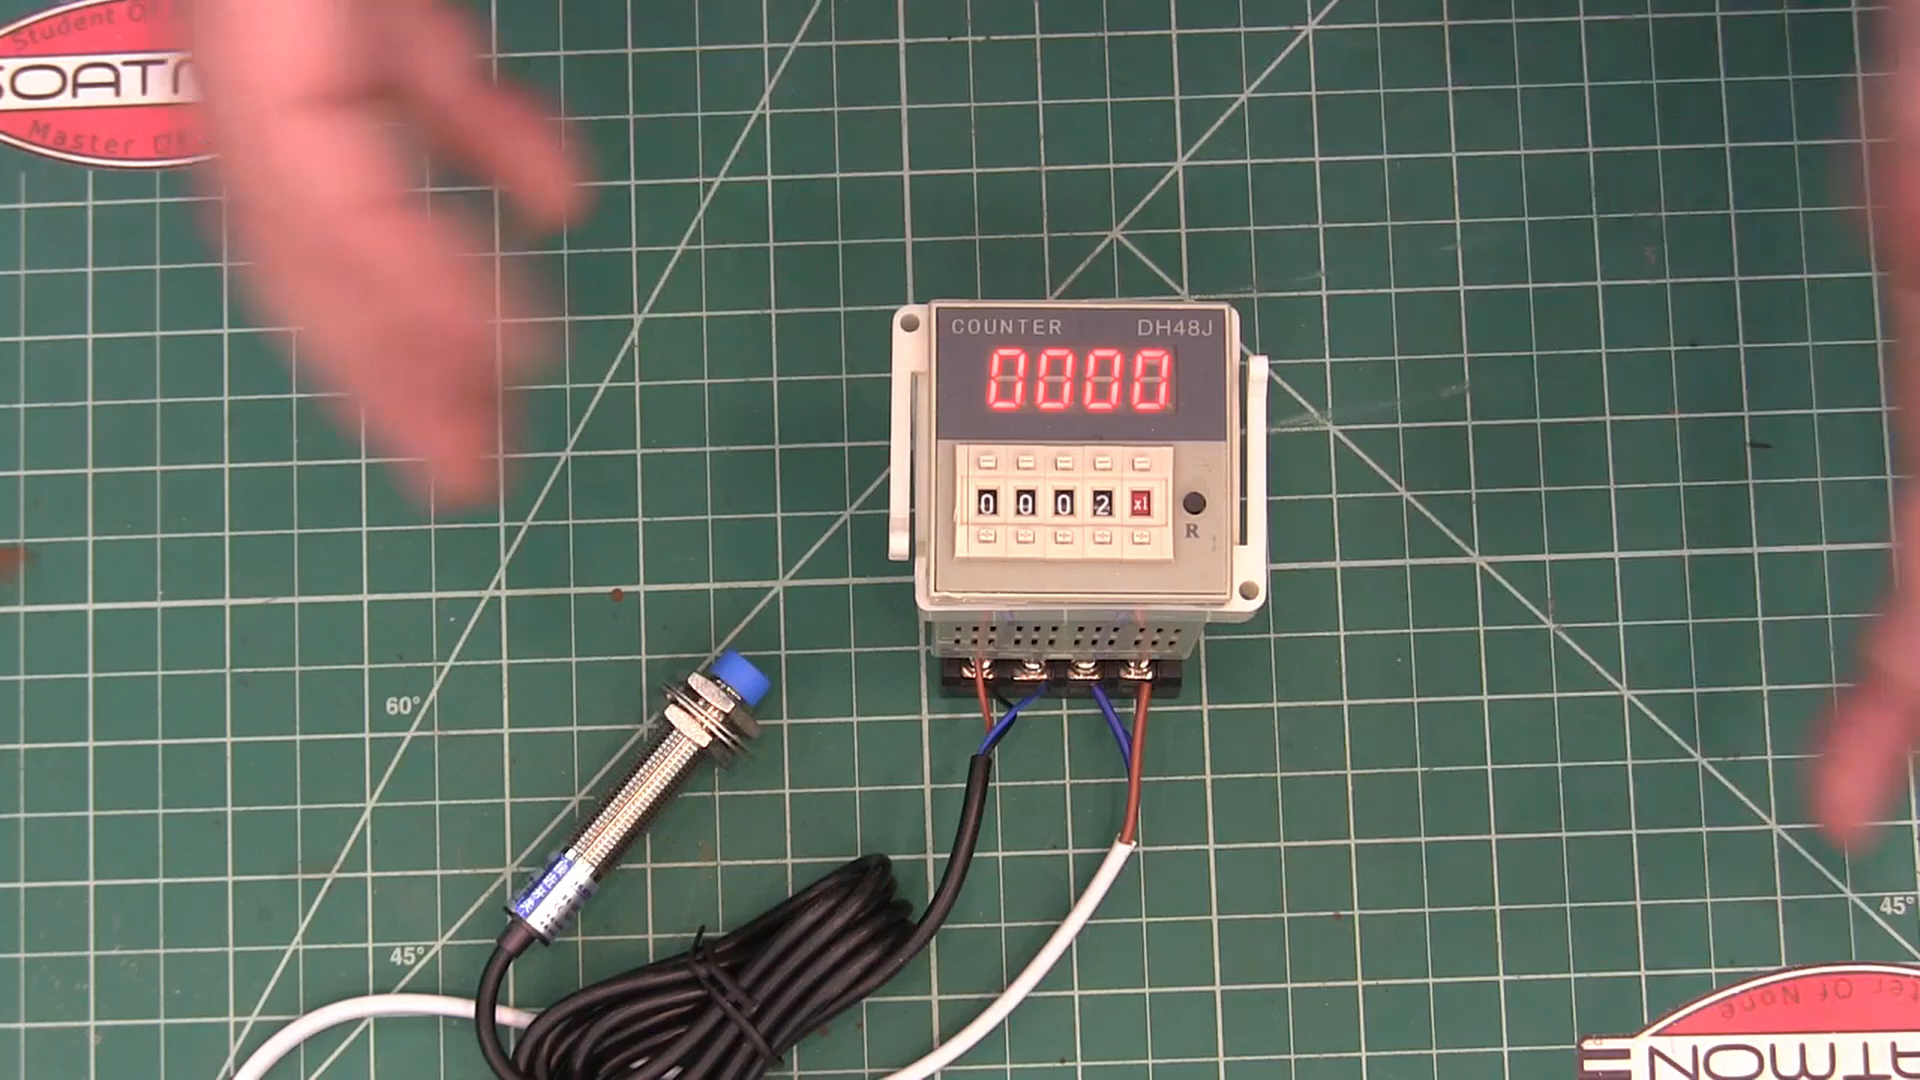 Student Of
SOATM
Master Of
COUNTER DH48J
0000
0 0 0 2 x1
R
60°
45°
45°
ter Of None
ATMON